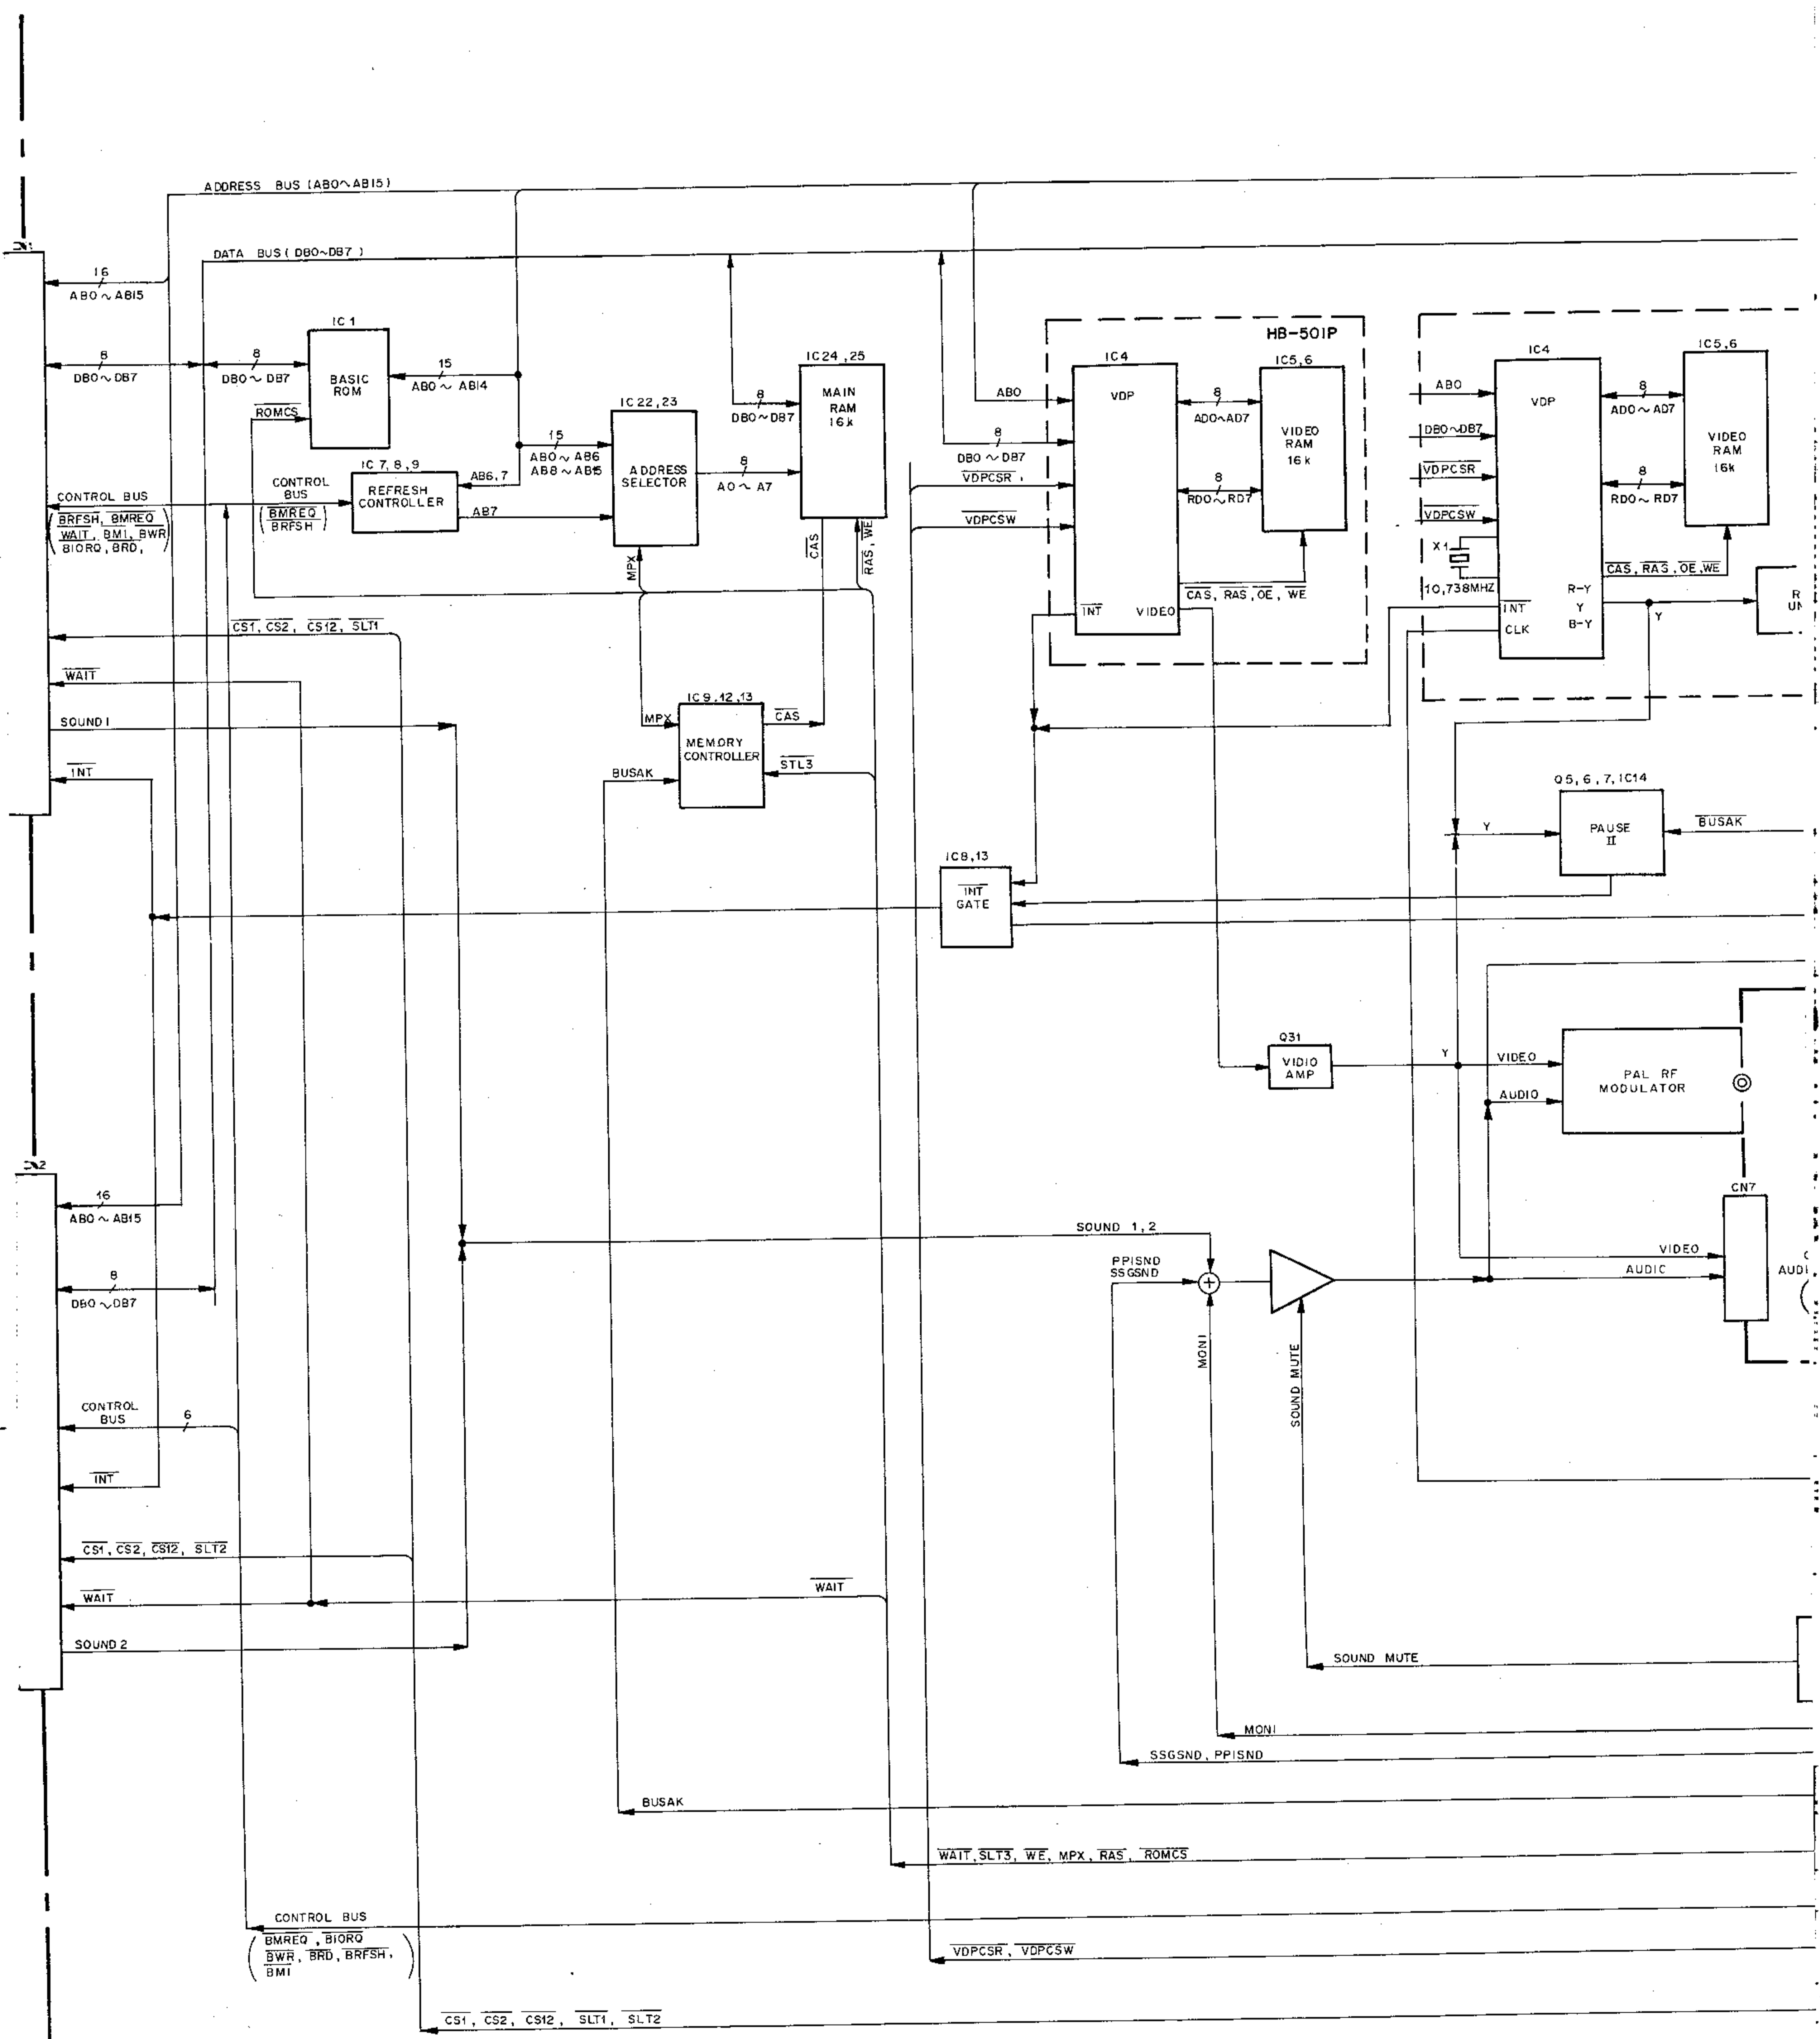 ADDRESS BUS (AB0~AB15)
DATA BUS (DB0~DB7)
CN1
16
AB0~AB15
8
DB0~DB7
8
DB0~DB7
IC1
BASIC
ROM
ROMCS
15
AB0~AB14
IC22,23
ADDRESS
SELECTOR
15
AB0~AB6
AB8~AB15
8
A0~A7
IC7,8,9
REFRESH
CONTROLLER
AB6,7
AB7
CONTROL
BUS
(BMREQ
BRFSH)
CONTROL BUS
(BRFSH, BMREQ
WAIT, BM1, BWR
BIORQ, BRD,)
IC24,25
MAIN
RAM
16k
8
DB0~DB7
CAS
RAS, WE
MPX
HB-501P
IC4
VDP
AB0
8
DB0~DB7
VDPCSR
VDPCSW
8
AD0~AD7
8
RD0~RD7
IC5,6
VIDEO
RAM
16k
CAS, RAS, OE, WE
INT
VIDEO
IC4
VDP
AB0
DB0~DB7
VDPCSR
VDPCSW
X1
10,738MHZ
INT
CLK
R-Y
Y
B-Y
8
AD0~AD7
8
RD0~RD7
IC5,6
VIDEO
RAM
16k
CAS, RAS, OE, WE
Y
R
UN
CS1, CS2, CS12, SLT1
WAIT
SOUND1
INT
IC9,12,13
MEMORY
CONTROLLER
MPX
CAS
BUSAK
STL3
Q5,6,7,IC14
PAUSE
II
Y
BUSAK
IC8,13
INT
GATE
Q31
VIDIO
AMP
Y
VIDEO
AUDIO
PAL RF
MODULATOR
CN2
16
AB0~AB15
8
DB0~DB7
SOUND 1,2
PPISND
SSGSND
+
MONI
SOUND MUTE
CN7
VIDEO
AUDIO
AUDI
CONTROL
BUS
6
INT
CS1, CS2, CS12, SLT2
WAIT
WAIT
SOUND 2
SOUND MUTE
MONI
SSGSND, PPISND
BUSAK
WAIT, SLT3, WE, MPX, RAS, ROMCS
CONTROL BUS
(BMREQ, BIORQ
BWR, BRD, BRFSH,
BM1)
VDPCSR, VDPCSW
CS1, CS2, CS12, SLT1, SLT2